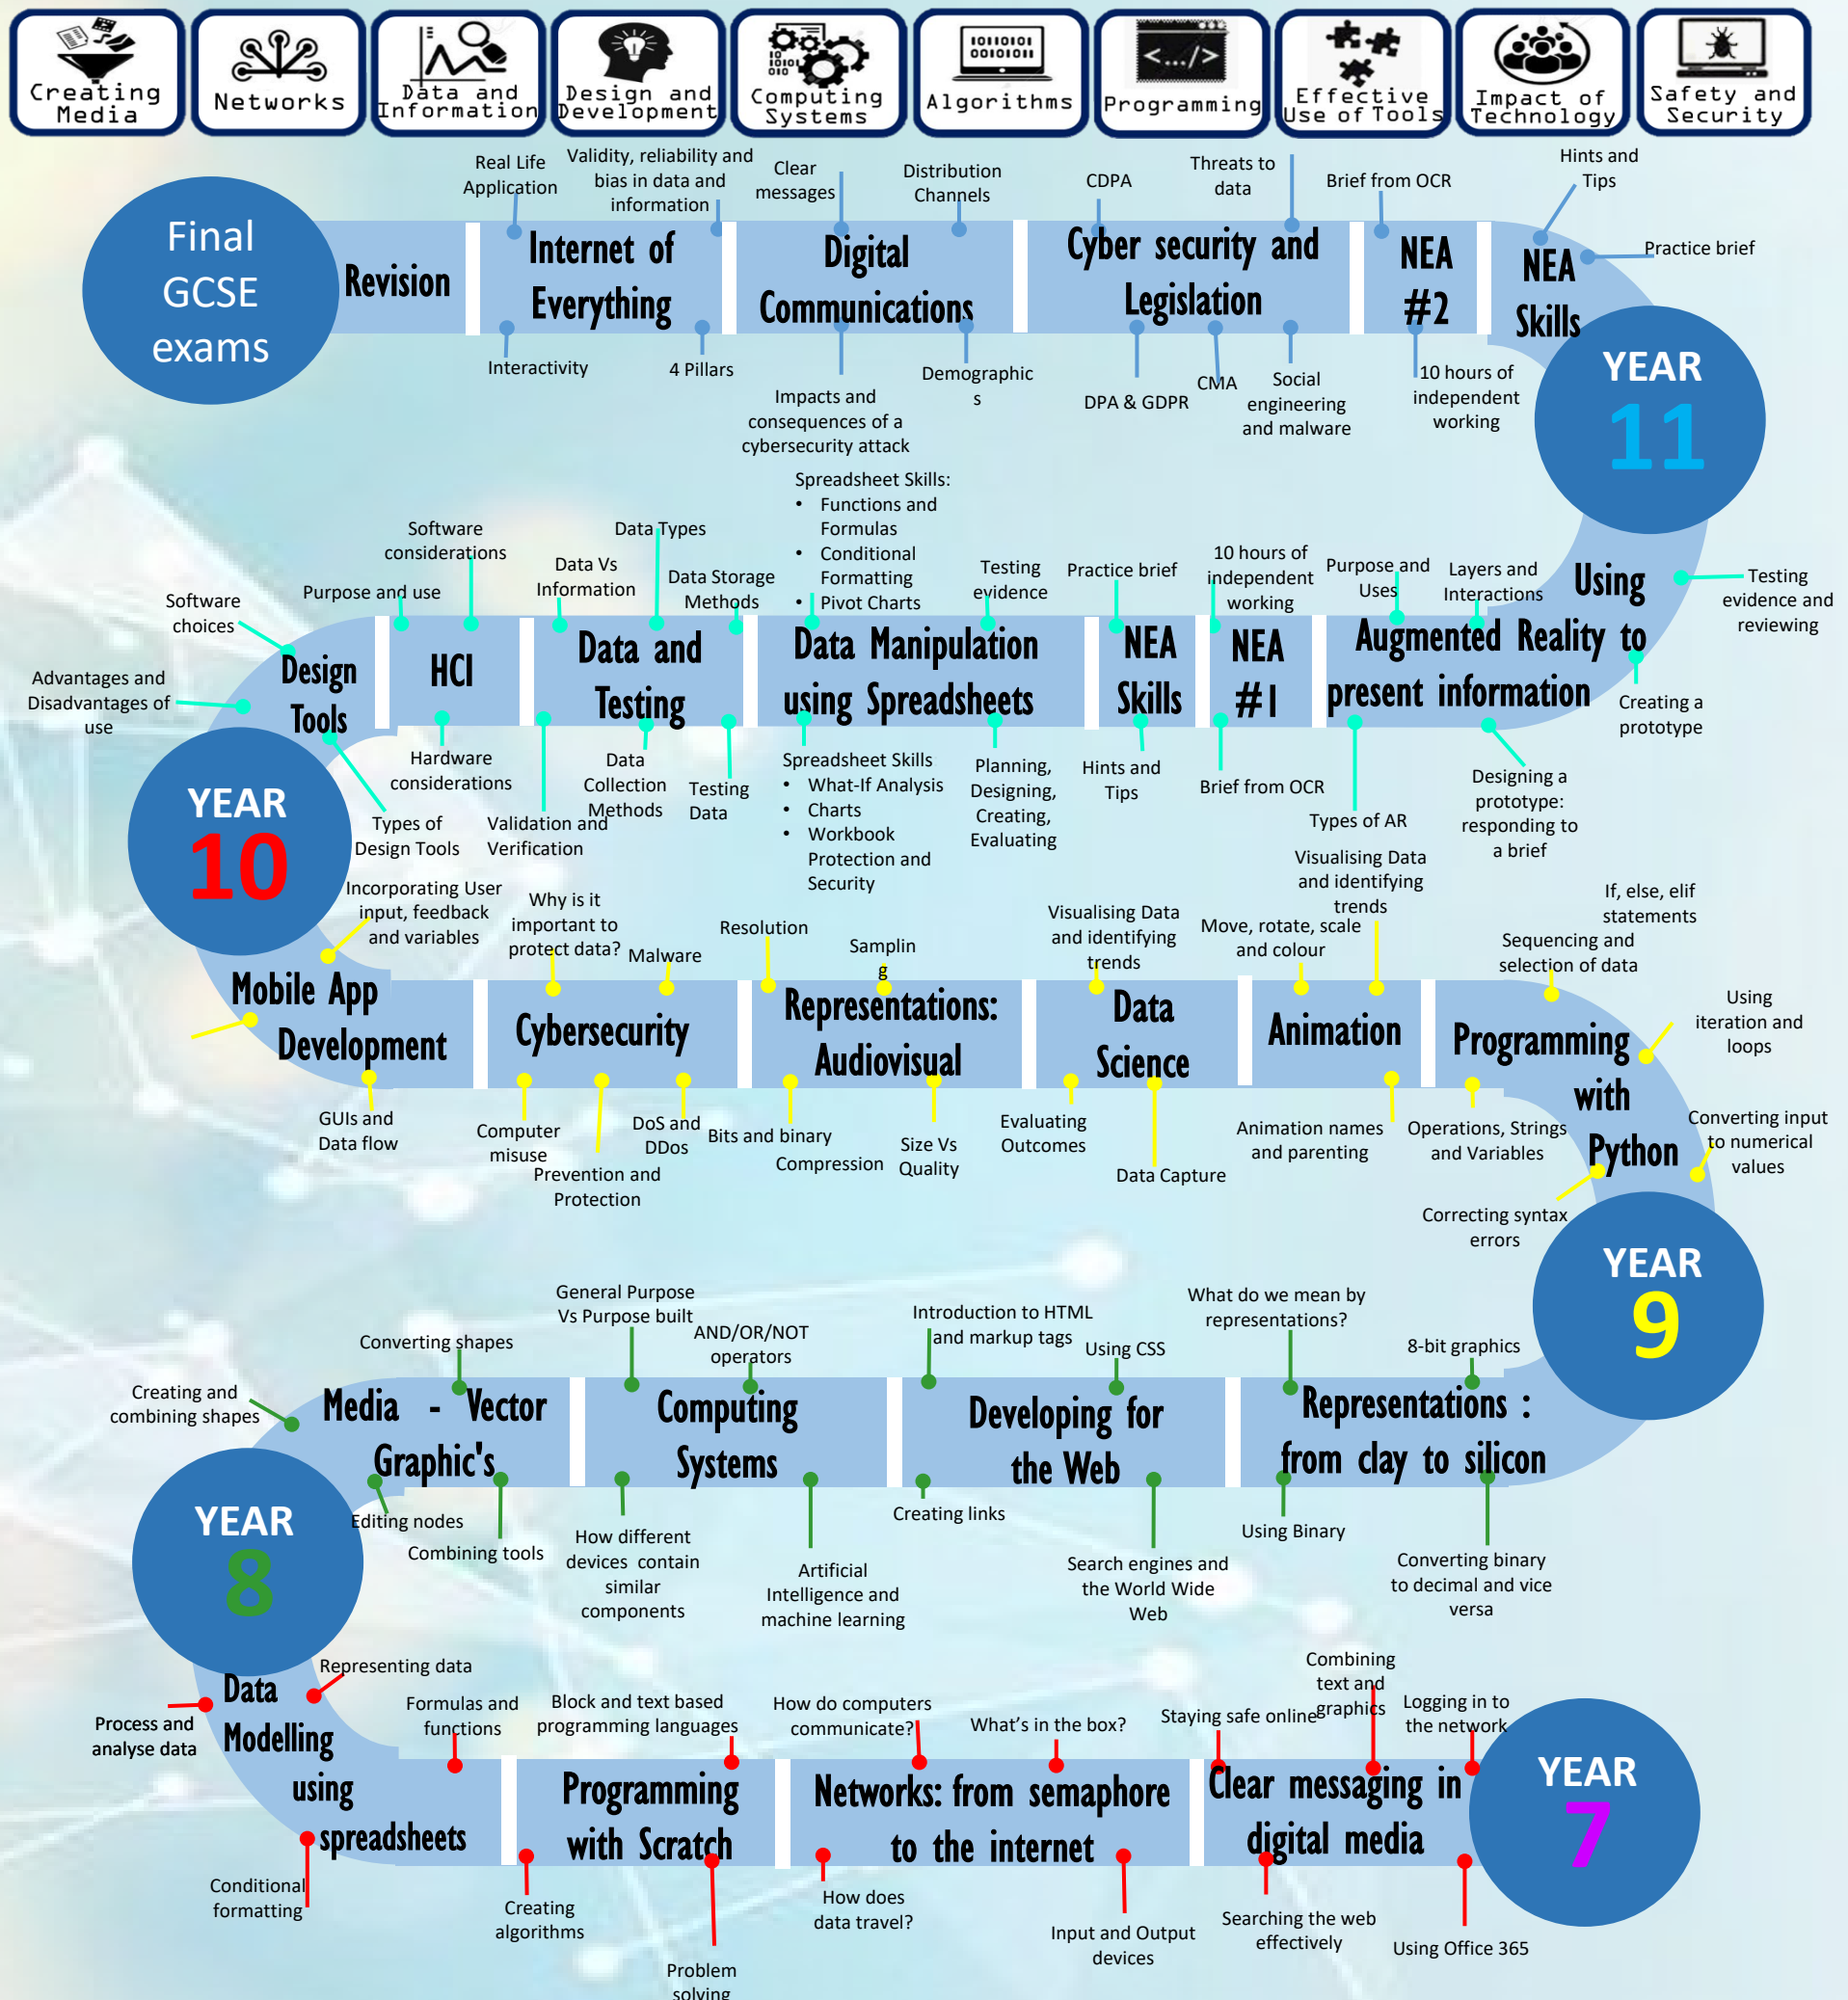 Creating
Media
Networks
Data and
Information
Design and
Development
Computing
Systems
10
10101
010
10110101
00101011
Algorithms
<.../>
Programming
Effective
Use of Tools
Impact of
Technology
Safety and
Security
Real Life
Application
Validity, reliability and
bias in data and
information
Clear
messages
Distribution
Channels
CDPA
Threats to
data
Brief from OCR
Hints and
Tips
Practice brief
Final
GCSE
exams
Revision
Internet of
Everything
Digital
Communications
Cyber security and
Legislation
NEA
#2
NEA
Skills
Interactivity
4 Pillars
Impacts and
consequences of a
cybersecurity attack
Demographic
s
DPA & GDPR
CMA
Social
engineering
and malware
10 hours of
independent
working
YEAR
11
Software
choices
Purpose and use
Software
considerations
Data Vs
Information
Data Types
Data Storage
Methods
Spreadsheet Skills:
• Functions and
Formulas
• Conditional
Formatting
• Pivot Charts
Testing
evidence
Practice brief
10 hours of
independent
working
Purpose and
Uses
Layers and
Interactions
Testing
evidence and
reviewing
Advantages and
Disadvantages of
use
Design
Tools
HCI
Data and
Testing
Data Manipulation
using Spreadsheets
NEA
Skills
NEA
#1
Using
Augmented Reality to
present information
Creating a
prototype
YEAR
10
Types of
Design Tools
Hardware
considerations
Validation and
Verification
Data
Collection
Methods
Testing
Data
Spreadsheet Skills
• What-If Analysis
• Charts
• Workbook
Protection and
Security
Planning,
Designing,
Creating,
Evaluating
Hints and
Tips
Brief from OCR
Types of AR
Designing a
prototype:
responding to
a brief
Incorporating User
input, feedback
and variables
Why is it
important to
protect data?
Malware
Resolution
Samplin
g
Visualising Data
and identifying
trends
Move, rotate, scale
and colour
Visualising Data
and identifying
trends
If, else, elif
statements
Sequencing and
selection of data
Using
iteration and
loops
Mobile App
Development
Cybersecurity
Representations:
Audiovisual
Data
Science
Animation
Programming
with
Python
GUIs and
Data flow
Computer
misuse
Prevention and
Protection
DoS and
DDos
Bits and binary
Compression
Size Vs
Quality
Evaluating
Outcomes
Data Capture
Animation names
and parenting
Operations, Strings
and Variables
Converting input
to numerical
values
Correcting syntax
errors
YEAR
9
Creating and
combining shapes
Converting shapes
General Purpose
Vs Purpose built
AND/OR/NOT
operators
Introduction to HTML
and markup tags
Using CSS
What do we mean by
representations?
8-bit graphics
Media - Vector
Graphic's
Computing
Systems
Developing for
the Web
Representations :
from clay to silicon
YEAR
8
Editing nodes
Combining tools
How different
devices contain
similar
components
Artificial
Intelligence and
machine learning
Creating links
Search engines and
the World Wide
Web
Using Binary
Converting binary
to decimal and vice
versa
Representing data
Process and
analyse data
Formulas and
functions
Block and text based
programming languages
How do computers
communicate?
What's in the box?
Staying safe online
Combining
text and
graphics
Logging in to
the network
Data
Modelling
using
spreadsheets
Programming
with Scratch
Networks: from semaphore
to the internet
Clear messaging in
digital media
YEAR
7
Conditional
formatting
Creating
algorithms
Problem
solving
How does
data travel?
Input and Output
devices
Searching the web
effectively
Using Office 365